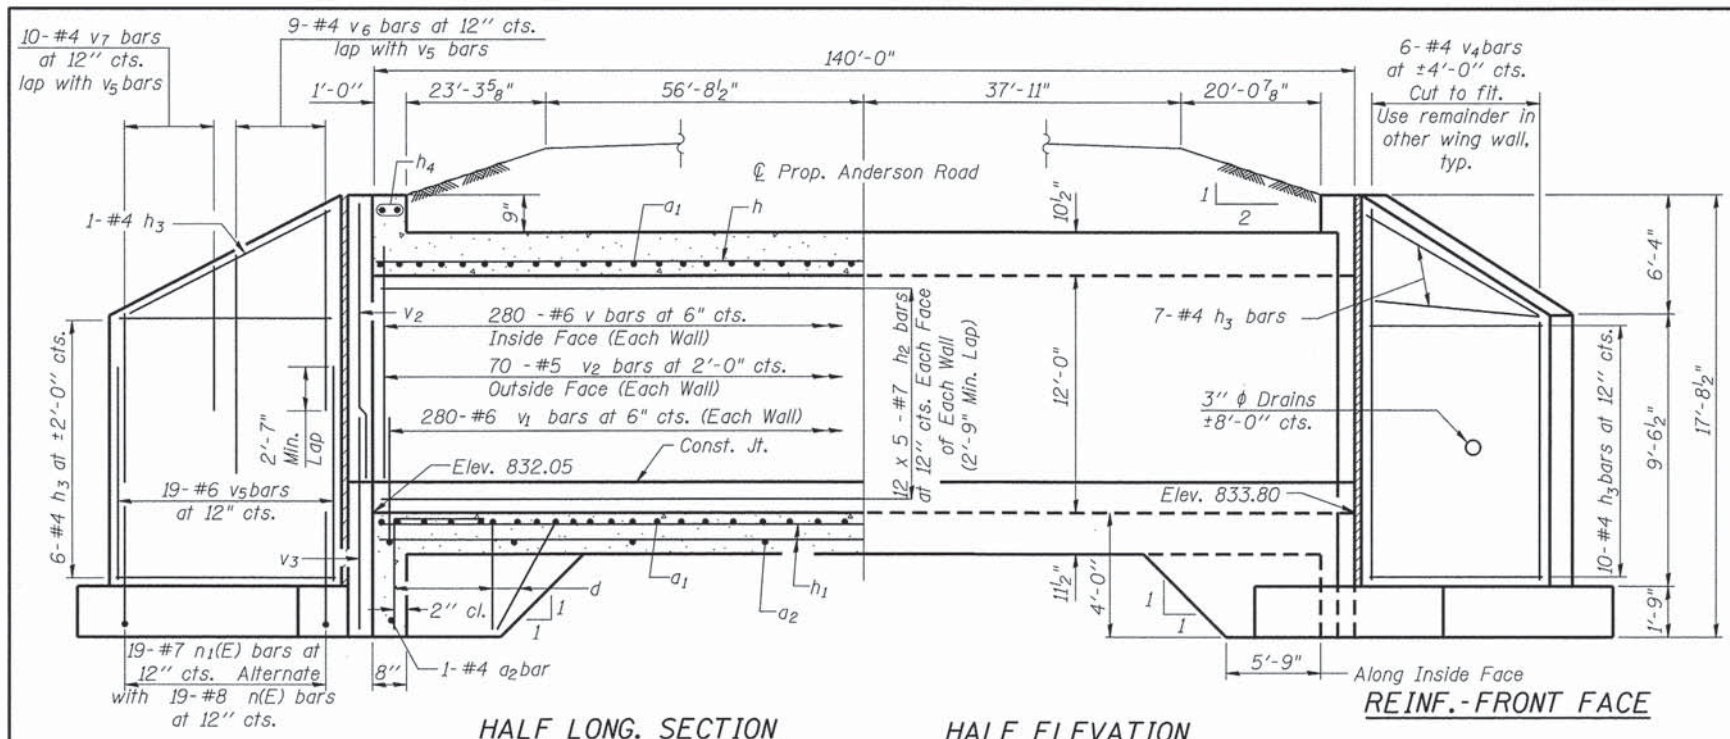 10-#4 v7 bars
at 12" cts.
lap with v5 bars
9-#4 v6 bars at 12" cts.
lap with v5 bars
140'-0"
1'-0"
23'-3 5/8"
56'-8 1/2"
37'-11"
20'-0 7/8"
6-#4 v4 bars
at ±4'-0" cts.
Cut to fit.
Use remainder in
other wing wall,
typ.
h4
℄ Prop. Anderson Road
1-#4 h3
9"
a1
h
10 1/2"
1
2
6'-4"
v2
280 -#6 v bars at 6" cts.
Inside Face (Each Wall)
70 -#5 v2 bars at 2'-0" cts.
Outside Face (Each Wall)
280-#6 v1 bars at 6" cts. (Each Wall)
12 x 5 -#7 h2 bars
at 12" cts. Each Face
of Each Wall
(2'-9" Min. Lap)
12'-0"
7-#4 h3 bars
3" ϕ Drains
±8'-0" cts.
10-#4 h3 bars at 12" cts.
9'-6 1/2"
17'-8 1/2"
6-#4 h3 at ±2'-0" cts.
2'-7"
Min.
Lap
Const. Jt.
Elev. 832.05
Elev. 833.80
19-#6 v5 bars
at 12" cts.
v3
d
2" cl.
1
1
a1
a2
h1
11 1/2"
4'-0"
1
1
1'-9"
19-#7 n1(E) bars at
12" cts. Alternate
with 19-#8 n(E) bars
at 12" cts.
8"
1-#4 a2 bar
5'-9"
Along Inside Face
REINF.-FRONT FACE
HALF LONG. SECTION
HALF ELEVATION